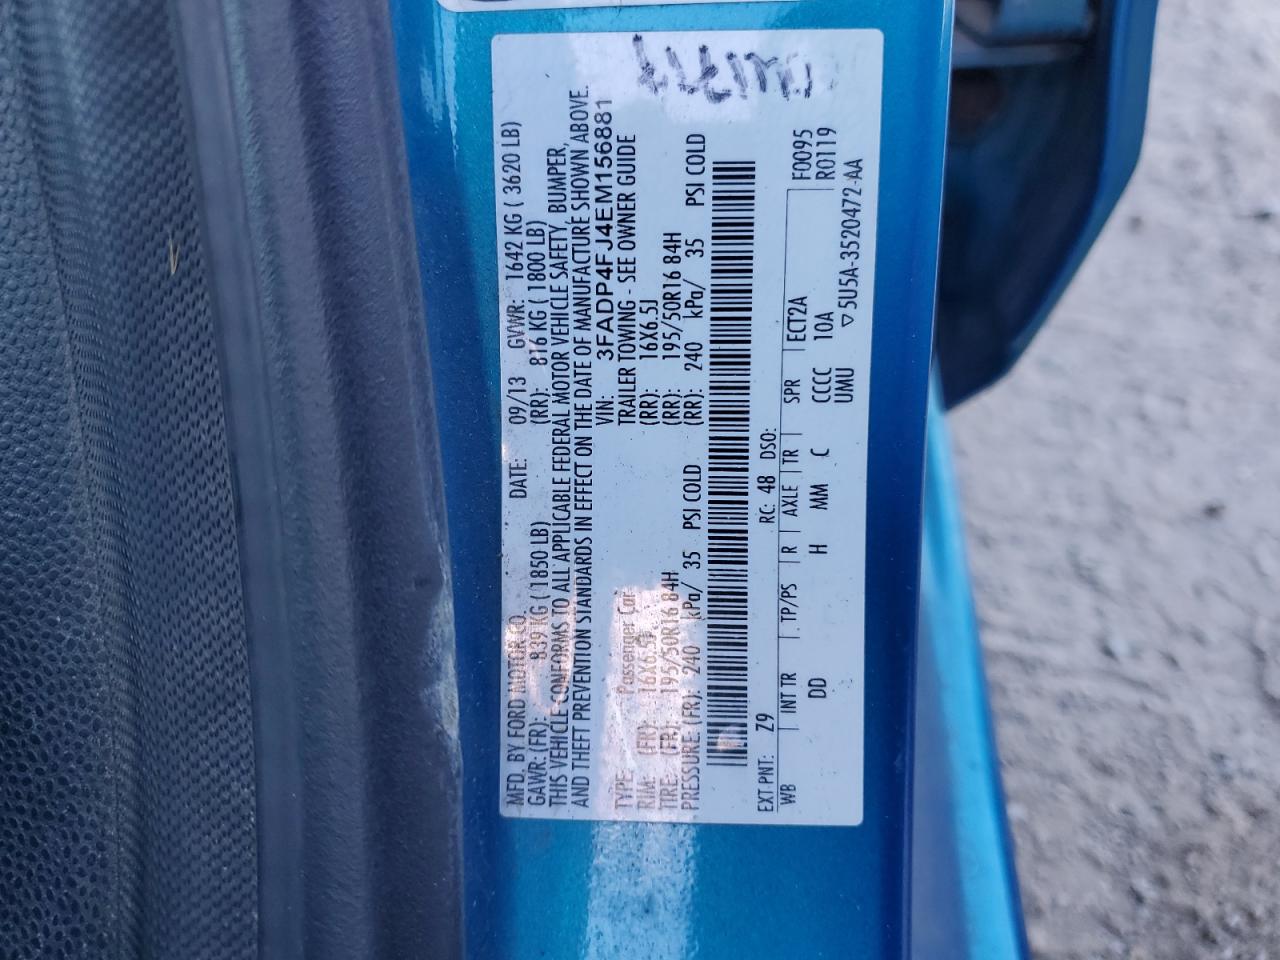 MFD. BY FORD MOTOR CO. DATE: 09/13 GVWR: 1642 KG ( 3620 LB)
GAWR: (FR): 839 KG ( 1850 LB) (RR): 816 KG ( 1800 LB)
THIS VEHICLE CONFORMS TO ALL APPLICABLE FEDERAL MOTOR VEHICLE SAFETY, BUMPER,
AND THEFT PREVENTION STANDARDS IN EFFECT ON THE DATE OF MANUFACTURE SHOWN ABOVE.
VIN: 3FADP4FJ4EM156881
TYPE: Passenger Car TRAILER TOWING - SEE OWNER GUIDE
RIM: (FR): 16X6.5J (RR): 16X6.5J
TIRE: (FR): 195/50R16 84H (RR): 195/50R16 84H
PRESSURE: (FR): 240 kPa/ 35 PSI COLD (RR): 240 kPa/ 35 PSI COLD
EXT PNT: Z9 RC: 48 DSO:
WB INT TR TP/PS R AXLE TR SPR ECT2A F0095
DD H MM C CCCC 10A R0119
UMU ▽5U5A-3520472-AA